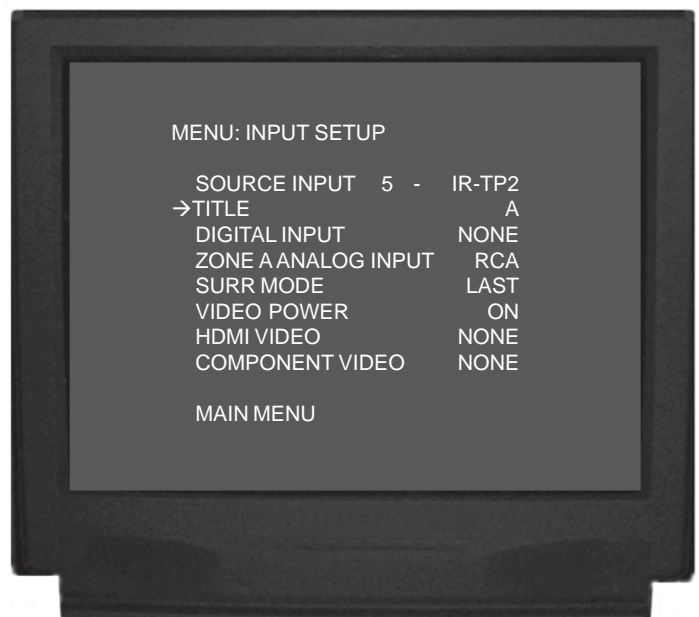 MENU: INPUT SETUP
SOURCE INPUT 5 - IR-TP2
→TITLE A
DIGITAL INPUT NONE
ZONE A ANALOG INPUT RCA
SURR MODE LAST
VIDEO POWER ON
HDMI VIDEO NONE
COMPONENT VIDEO NONE
MAIN MENU